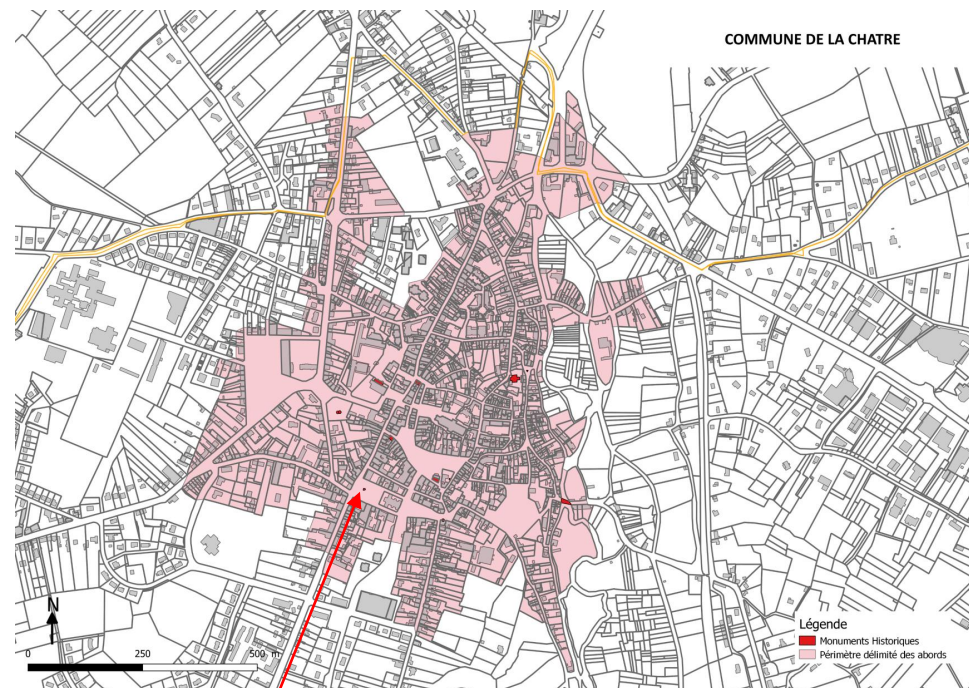 COMMUNE DE LA CHATRE
N
0 250 500 m
Légende
Monuments Historiques
Périmètre délimité des abords